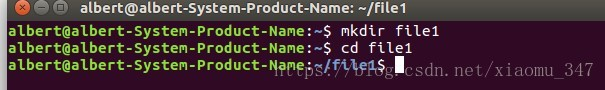 albert@albert-System-Product-Name: ~/file1
albert@albert-System-Product-Name:~$ mkdir file1
albert@albert-System-Product-Name:~$ cd file1
albert@albert-System-Product-Name:~/file1$
https://blog.csdn.net/xiaomu_347